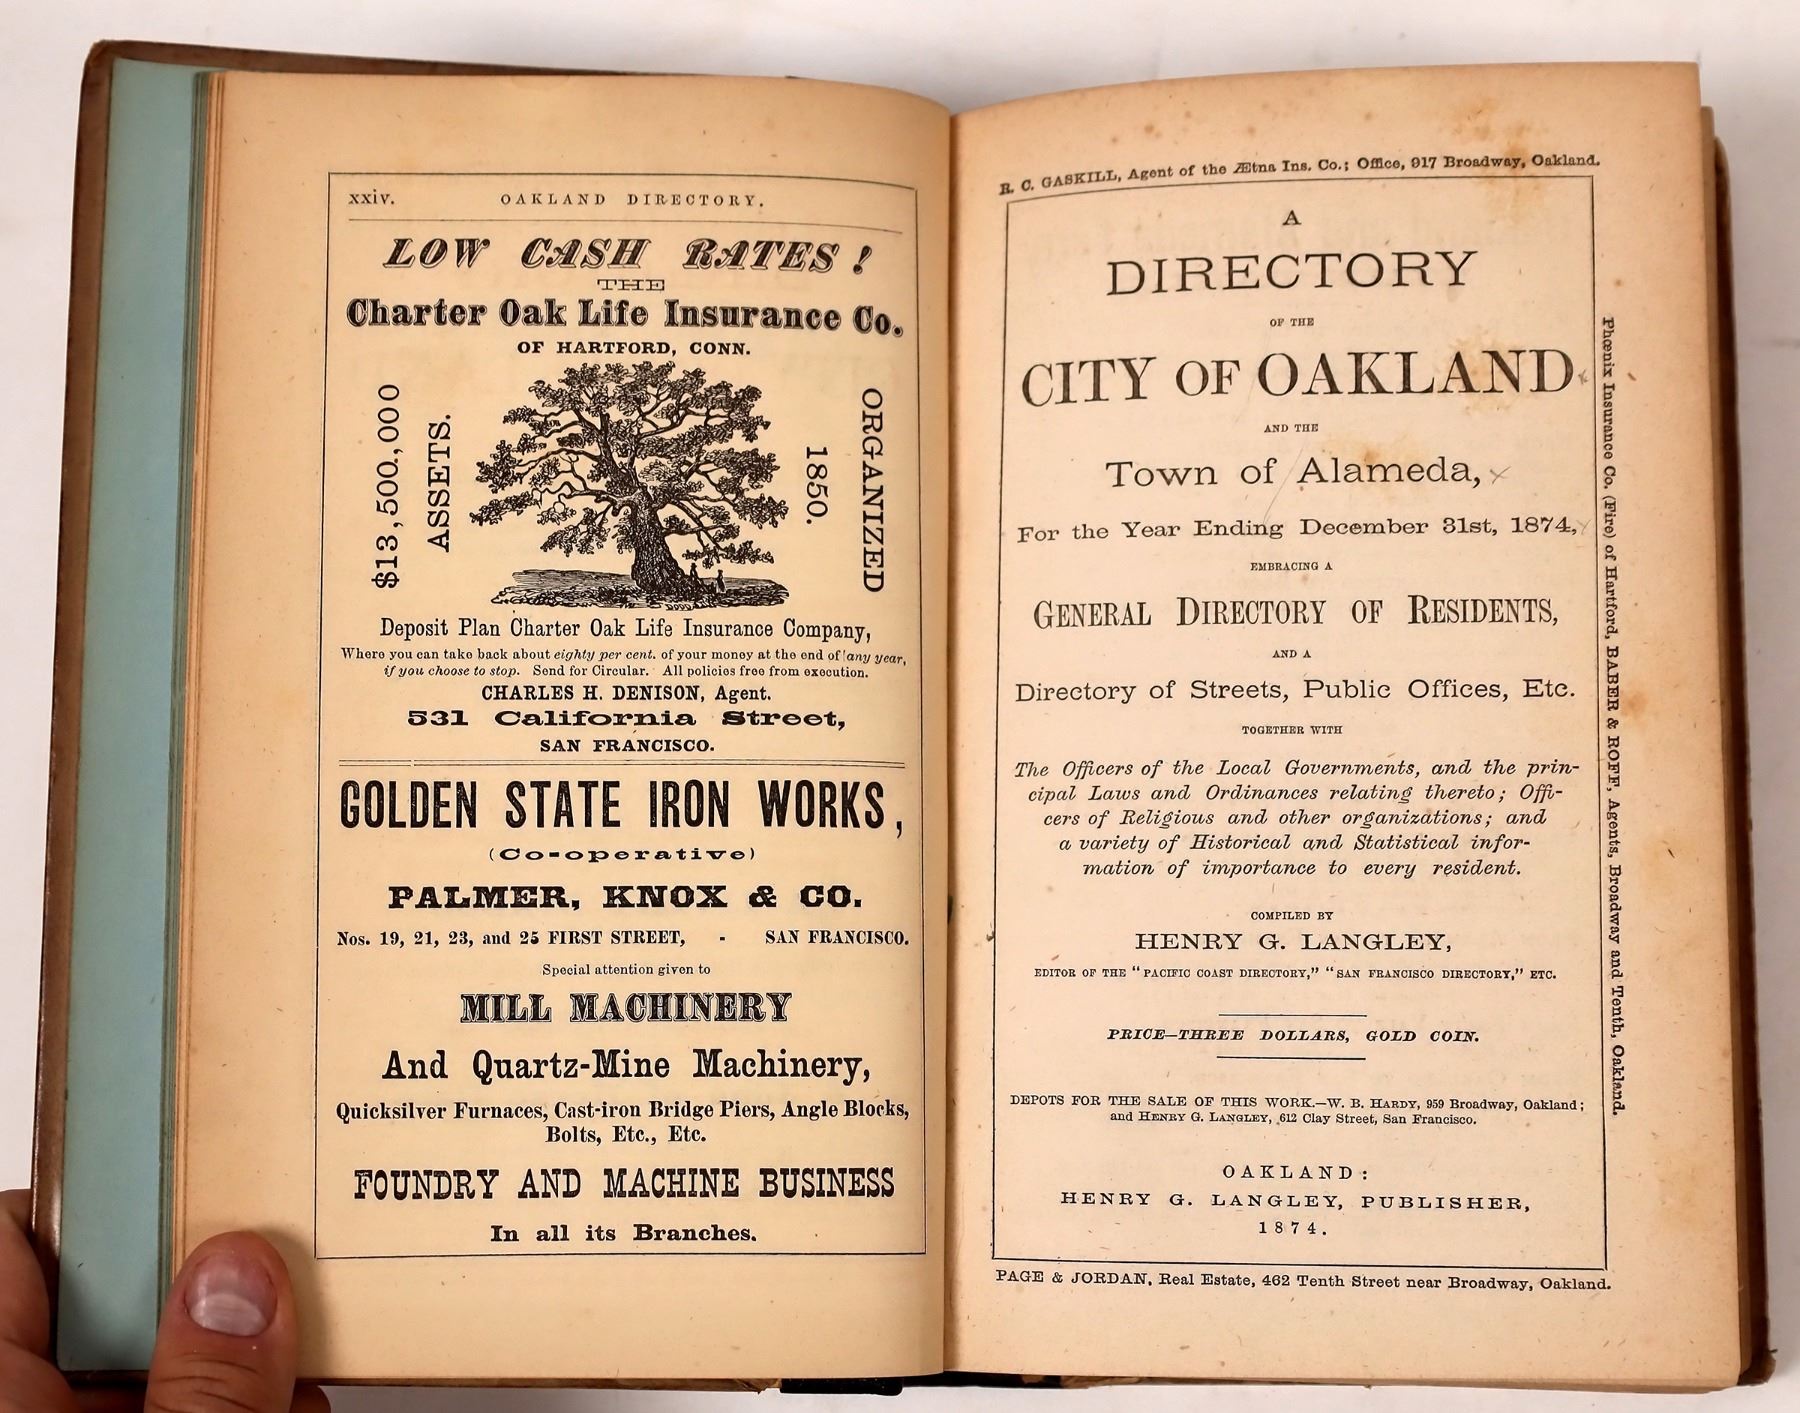 xxiv. OAKLAND DIRECTORY.
LOW CASH RATES!
THE
Charter Oak Life Insurance Co.
OF HARTFORD, CONN.
$13,500,000
ASSETS.
ORGANIZED
1850.
Deposit Plan Charter Oak Life Insurance Company,
Where you can take back about eighty per cent. of your money at the end of any year,
if you choose to stop. Send for Circular. All policies free from execution.
CHARLES H. DENISON, Agent.
531 California Street,
SAN FRANCISCO.
GOLDEN STATE IRON WORKS,
(Co-operative)
PALMER, KNOX & CO.
Nos. 19, 21, 23, and 25 FIRST STREET, - SAN FRANCISCO.
Special attention given to
MILL MACHINERY
And Quartz-Mine Machinery,
Quicksilver Furnaces, Cast-iron Bridge Piers, Angle Blocks,
Bolts, Etc., Etc.
FOUNDRY AND MACHINE BUSINESS
In all its Branches.
R. C. GASKILL, Agent of the Ætna Ins. Co.; Office, 917 Broadway, Oakland.
A
DIRECTORY
OF THE
CITY OF OAKLAND
AND THE
Town of Alameda,
For the Year Ending December 31st, 1874,
EMBRACING A
GENERAL DIRECTORY OF RESIDENTS,
AND A
Directory of Streets, Public Offices, Etc.
TOGETHER WITH
The Officers of the Local Governments, and the prin-
cipal Laws and Ordinances relating thereto; Offi-
cers of Religious and other organizations; and
a variety of Historical and Statistical infor-
mation of importance to every resident.
COMPILED BY
HENRY G. LANGLEY,
EDITOR OF THE "PACIFIC COAST DIRECTORY," "SAN FRANCISCO DIRECTORY," ETC.
PRICE—THREE DOLLARS, GOLD COIN.
DEPOTS FOR THE SALE OF THIS WORK.—W. B. HARDY, 959 Broadway, Oakland;
and HENRY G. LANGLEY, 612 Clay Street, San Francisco.
OAKLAND:
HENRY G. LANGLEY, PUBLISHER,
1874.
PAGE & JORDAN, Real Estate, 462 Tenth Street near Broadway, Oakland.
Phœnix Insurance Co. (Fire) of Hartford, BABER & ROFF, Agents, Broadway and Tenth, Oakland.